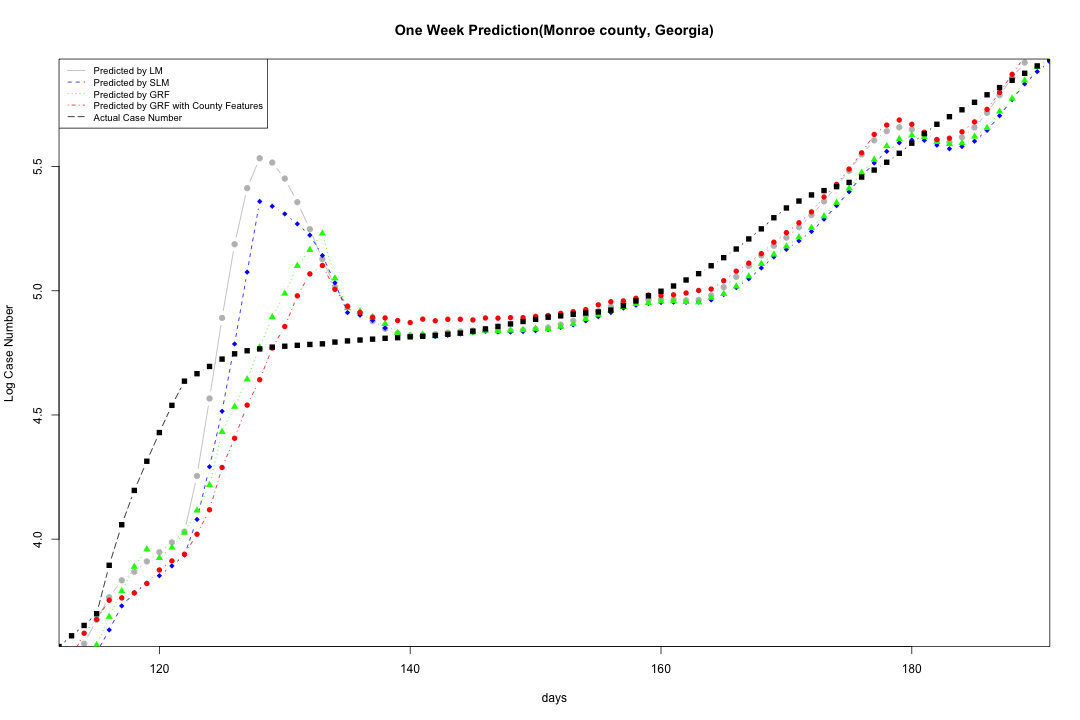 One Week Prediction(Monroe county, Georgia)
Predicted by LM
Predicted by SLM
Predicted by GRF
Predicted by GRF with County Features
Actual Case Number
Log Case Number
5.5
5.0
4.5
4.0
120 140 160 180
days